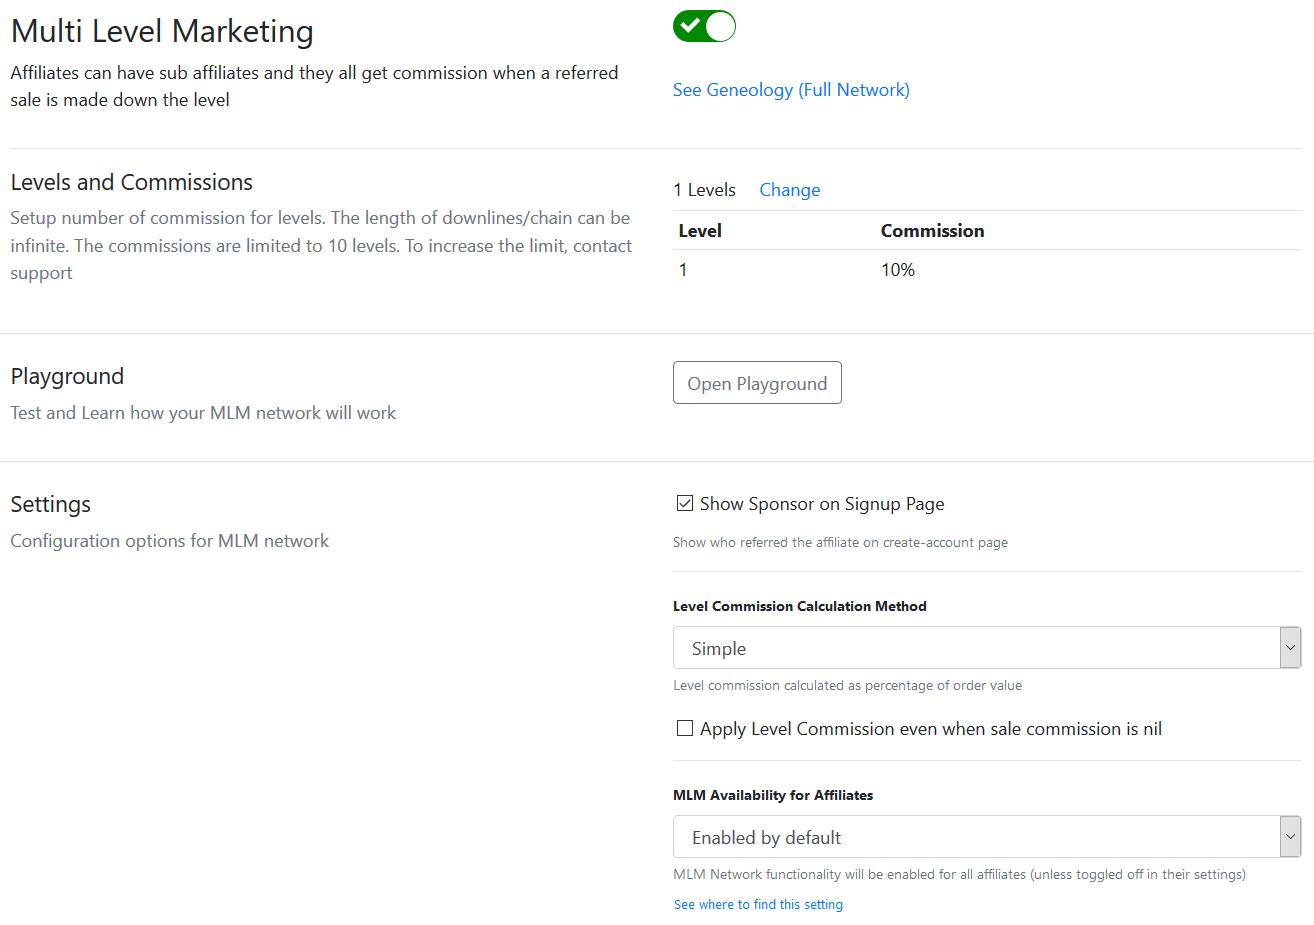 Multi Level Marketing
Affiliates can have sub affiliates and they all get commission when a referred
sale is made down the level
See Geneology (Full Network)
Levels and Commissions
Setup number of commission for levels. The length of downlines/chain can be
infinite. The commissions are limited to 10 levels. To increase the limit, contact
support
1 Levels Change
Level Commission
1 10%
Playground
Test and Learn how your MLM network will work
Open Playground
Settings
Configuration options for MLM network
Show Sponsor on Signup Page
Show who referred the affiliate on create-account page
Level Commission Calculation Method
Simple
Level commission calculated as percentage of order value
Apply Level Commission even when sale commission is nil
MLM Availability for Affiliates
Enabled by default
MLM Network functionality will be enabled for all affiliates (unless toggled off in their settings)
See where to find this setting